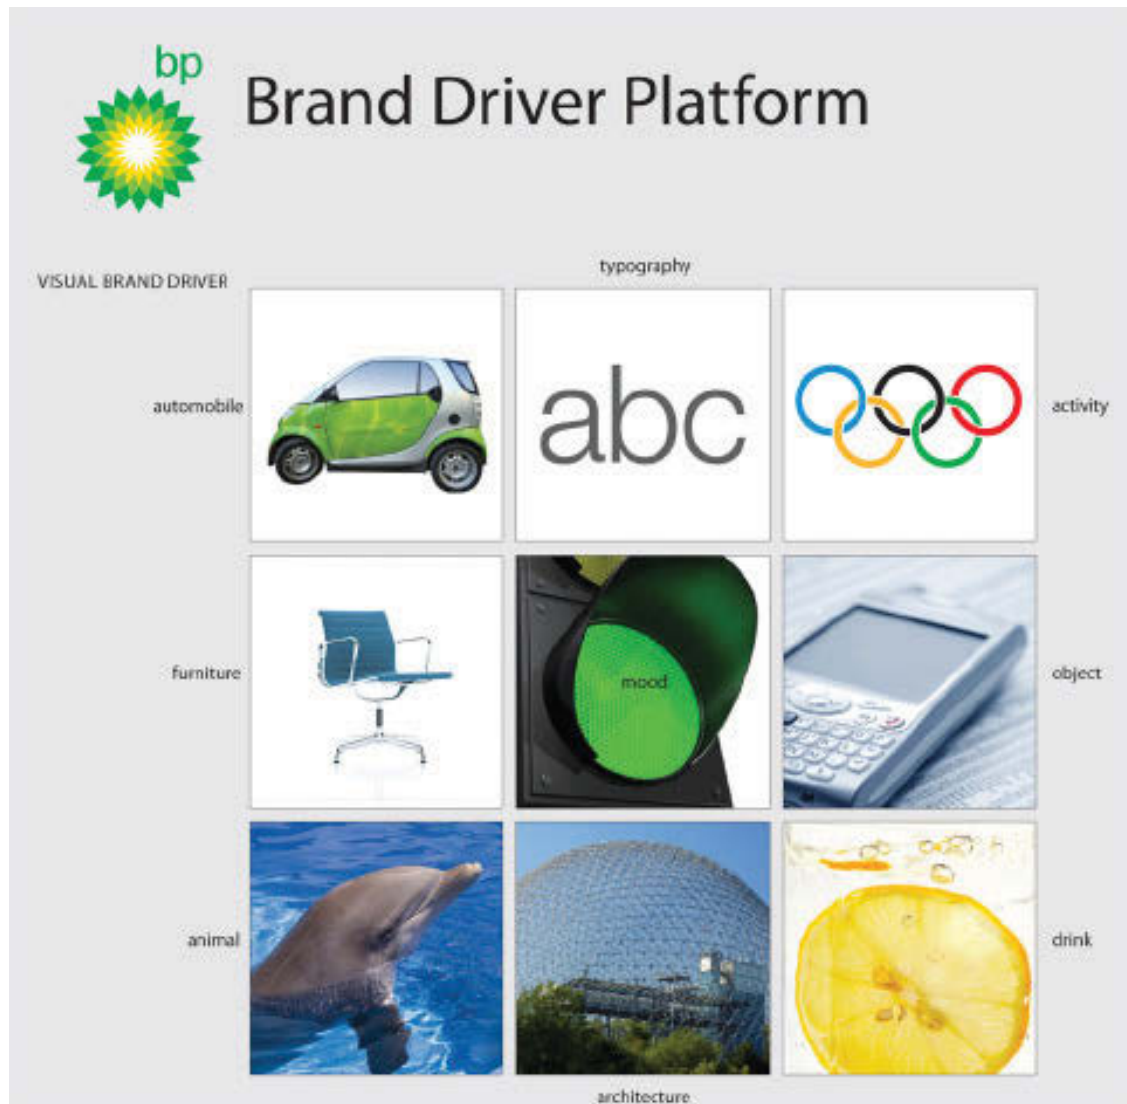 bp
Brand Driver Platform
typography
VISUAL BRAND DRIVER
automobile
abc
activity
furniture
mood
object
animal
drink
architecture